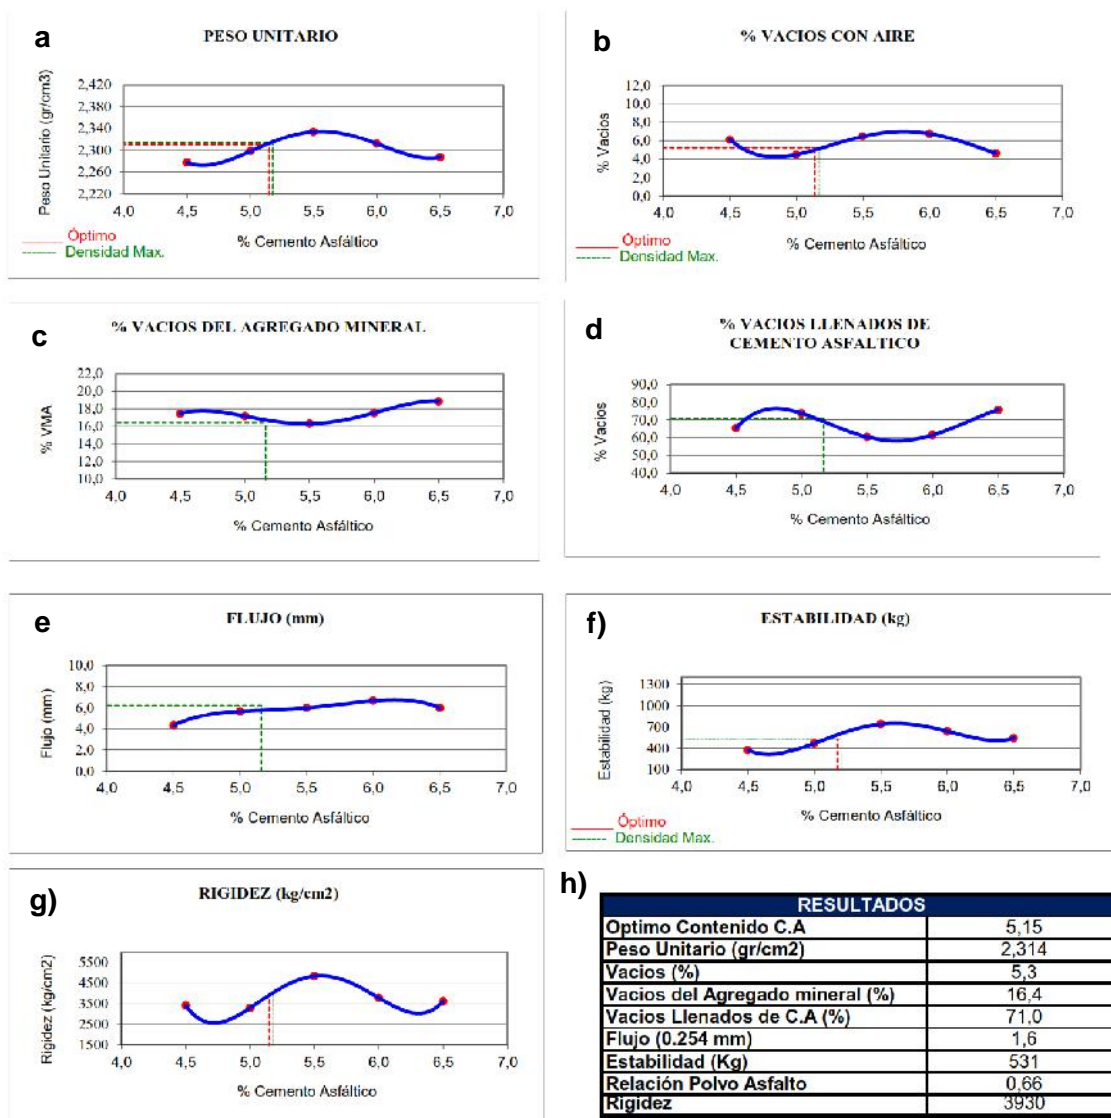 a
PESO UNITARIO
Peso Unitario (gr/cm3)
2,420
2,380
2,340
2,300
2,260
2,220
4,0 4,5 5,0 5,5 6,0 6,5 7,0
% Cemento Asfáltico
Óptimo
Densidad Max.
b
% VACIOS CON AIRE
% Vacios
12,0
10,0
8,0
6,0
4,0
2,0
0,0
4,0 4,5 5,0 5,5 6,0 6,5 7,0
% Cemento Asfáltico
Óptimo
Densidad Max.
c
% VACIOS DEL AGREGADO MINERAL
% VMA
22,0
20,0
18,0
16,0
14,0
12,0
10,0
4,0 4,5 5,0 5,5 6,0 6,5 7,0
% Cemento Asfáltico
d
% VACIOS LLENADOS DE
CEMENTO ASFALTICO
% Vacios
90,0
80,0
70,0
60,0
50,0
40,0
4,0 4,5 5,0 5,5 6,0 6,5 7,0
% Cemento Asfáltico
e
FLUJO (mm)
Flujo (mm)
10,0
8,0
6,0
4,0
2,0
0,0
4,0 4,5 5,0 5,5 6,0 6,5 7,0
% Cemento Asfáltico
f)
ESTABILIDAD (kg)
Estabilidad (kg)
1300
1000
700
400
100
4,0 4,5 5,0 5,5 6,0 6,5 7,0
% Cemento Asfáltico
Óptimo
Densidad Max.
g)
RIGIDEZ (kg/cm2)
Rigidez (kg/cm2)
5500
4500
3500
2500
1500
4,0 4,5 5,0 5,5 6,0 6,5 7,0
% Cemento Asfáltico
h)
RESULTADOS
Optimo Contenido C.A 5,15
Peso Unitario (gr/cm2) 2,314
Vacios (%) 5,3
Vacios del Agregado mineral (%) 16,4
Vacios Llenados de C.A (%) 71,0
Flujo (0.254 mm) 1,6
Estabilidad (Kg) 531
Relación Polvo Asfalto 0,66
Rigidez 3930